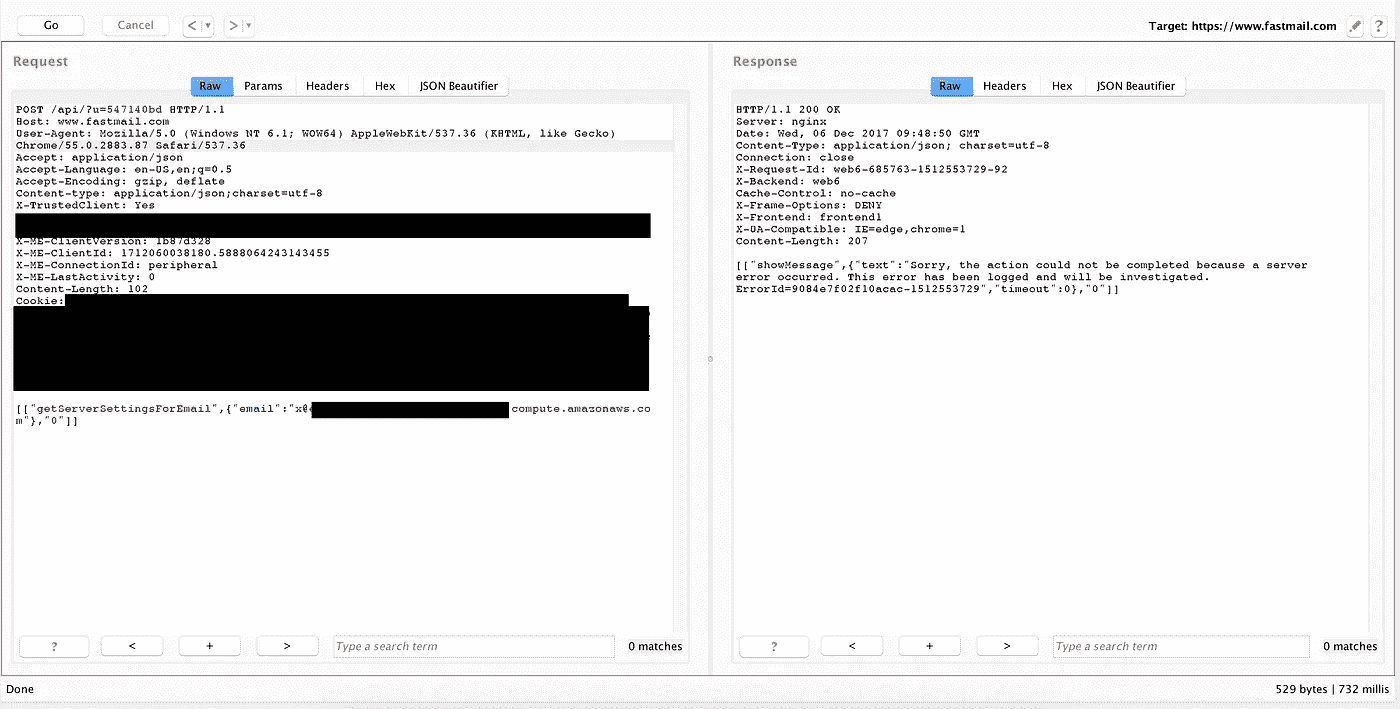 Go
Cancel
<
>
Target: https://www.fastmail.com
?
Request
Raw
Params
Headers
Hex
JSON Beautifier
POST /api/?u=547140bd HTTP/1.1
Host: www.fastmail.com
User-Agent: Mozilla/5.0 (Windows NT 6.1; WOW64) AppleWebKit/537.36 (KHTML, like Gecko)
Chrome/55.0.2883.87 Safari/537.36
Accept: application/json
Accept-Language: en-US,en;q=0.5
Accept-Encoding: gzip, deflate
Content-type: application/json;charset=utf-8
X-TrustedClient: Yes
X-ME-ClientVersion: 1b87d328
X-ME-ClientId: 1712060038180.5888064243143455
X-ME-ConnectionId: peripheral
X-ME-LastActivity: 0
Content-Length: 102
Cookie:
[["getServerSettingsForEmail",{"email":"x@ compute.amazonaws.co
m"},"0"]]
?
<
+
>
Type a search term
0 matches
Response
Raw
Headers
Hex
JSON Beautifier
HTTP/1.1 200 OK
Server: nginx
Date: Wed, 06 Dec 2017 09:48:50 GMT
Content-Type: application/json; charset=utf-8
Connection: close
X-Request-Id: web6-685763-1512553729-92
X-Backend: web6
Cache-Control: no-cache
X-Frame-Options: DENY
X-Frontend: frontend1
X-UA-Compatible: IE=edge,chrome=1
Content-Length: 207
[["showMessage",{"text":"Sorry, the action could not be completed because a server
error occurred. This error has been logged and will be investigated.
ErrorId=9084e7f02f10acac-1512553729","timeout":0},"0"]]
?
<
+
>
Type a search term
0 matches
Done
529 bytes | 732 millis